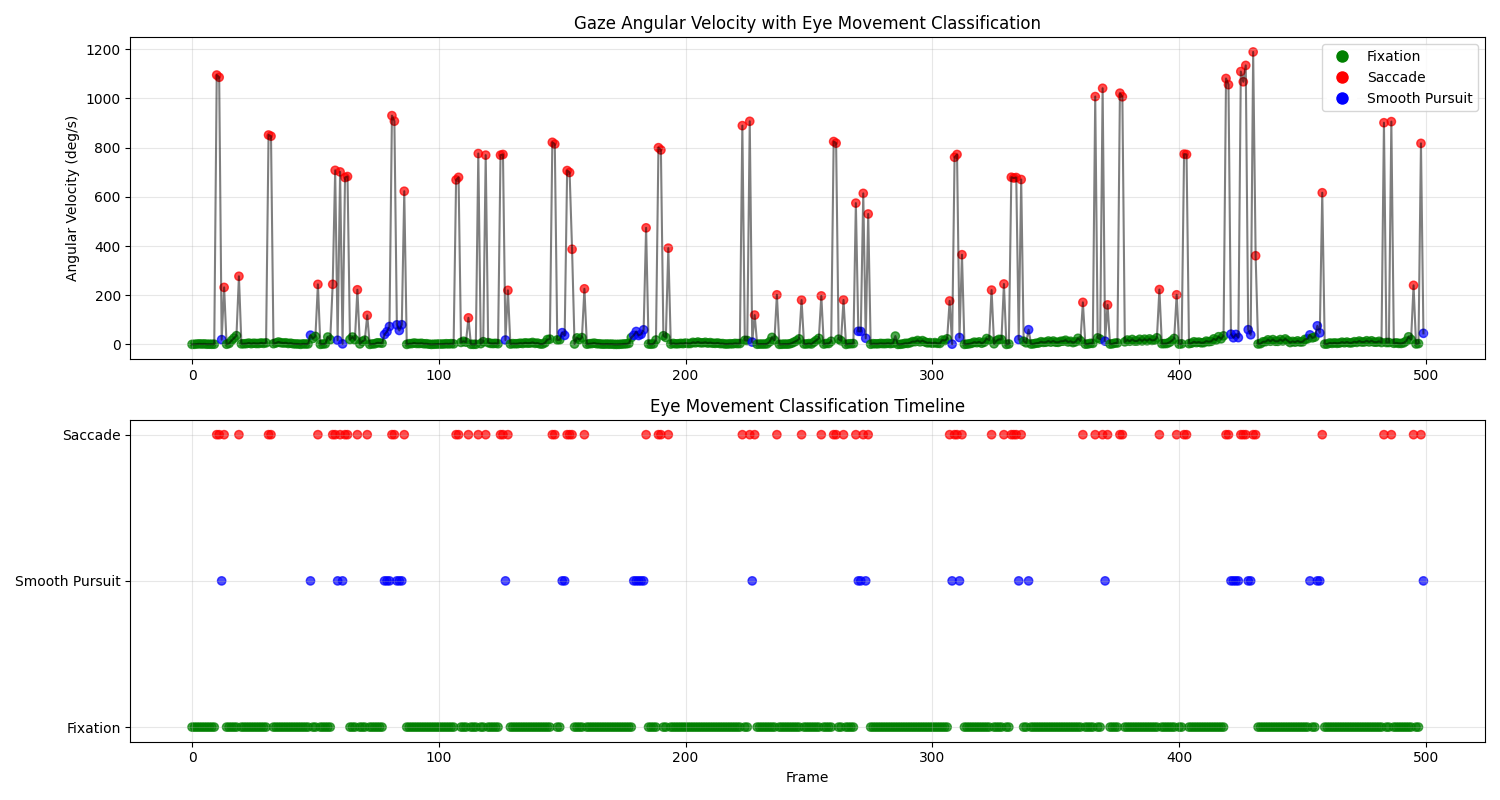 Gaze Angular Velocity with Eye Movement Classification
Angular Velocity (deg/s)
1200
1000
800
600
400
200
0
Fixation
Saccade
Smooth Pursuit
0 100 200 300 400 500
Eye Movement Classification Timeline
Saccade
Smooth Pursuit
Fixation
0 100 200 300 400 500
Frame